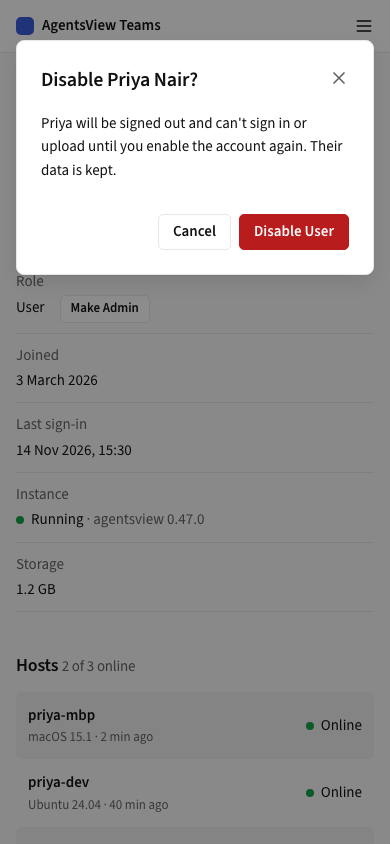 AgentsView Teams
Disable Priya Nair?
Priya will be signed out and can't sign in or
upload until you enable the account again. Their
data is kept.
Cancel
Disable User
Role
User
Make Admin
Joined
3 March 2026
Last sign-in
14 Nov 2026, 15:30
Instance
Running · agentsview 0.47.0
Storage
1.2 GB
Hosts 2 of 3 online
priya-mbp
macOS 15.1 · 2 min ago
Online
priya-dev
Ubuntu 24.04 · 40 min ago
Online